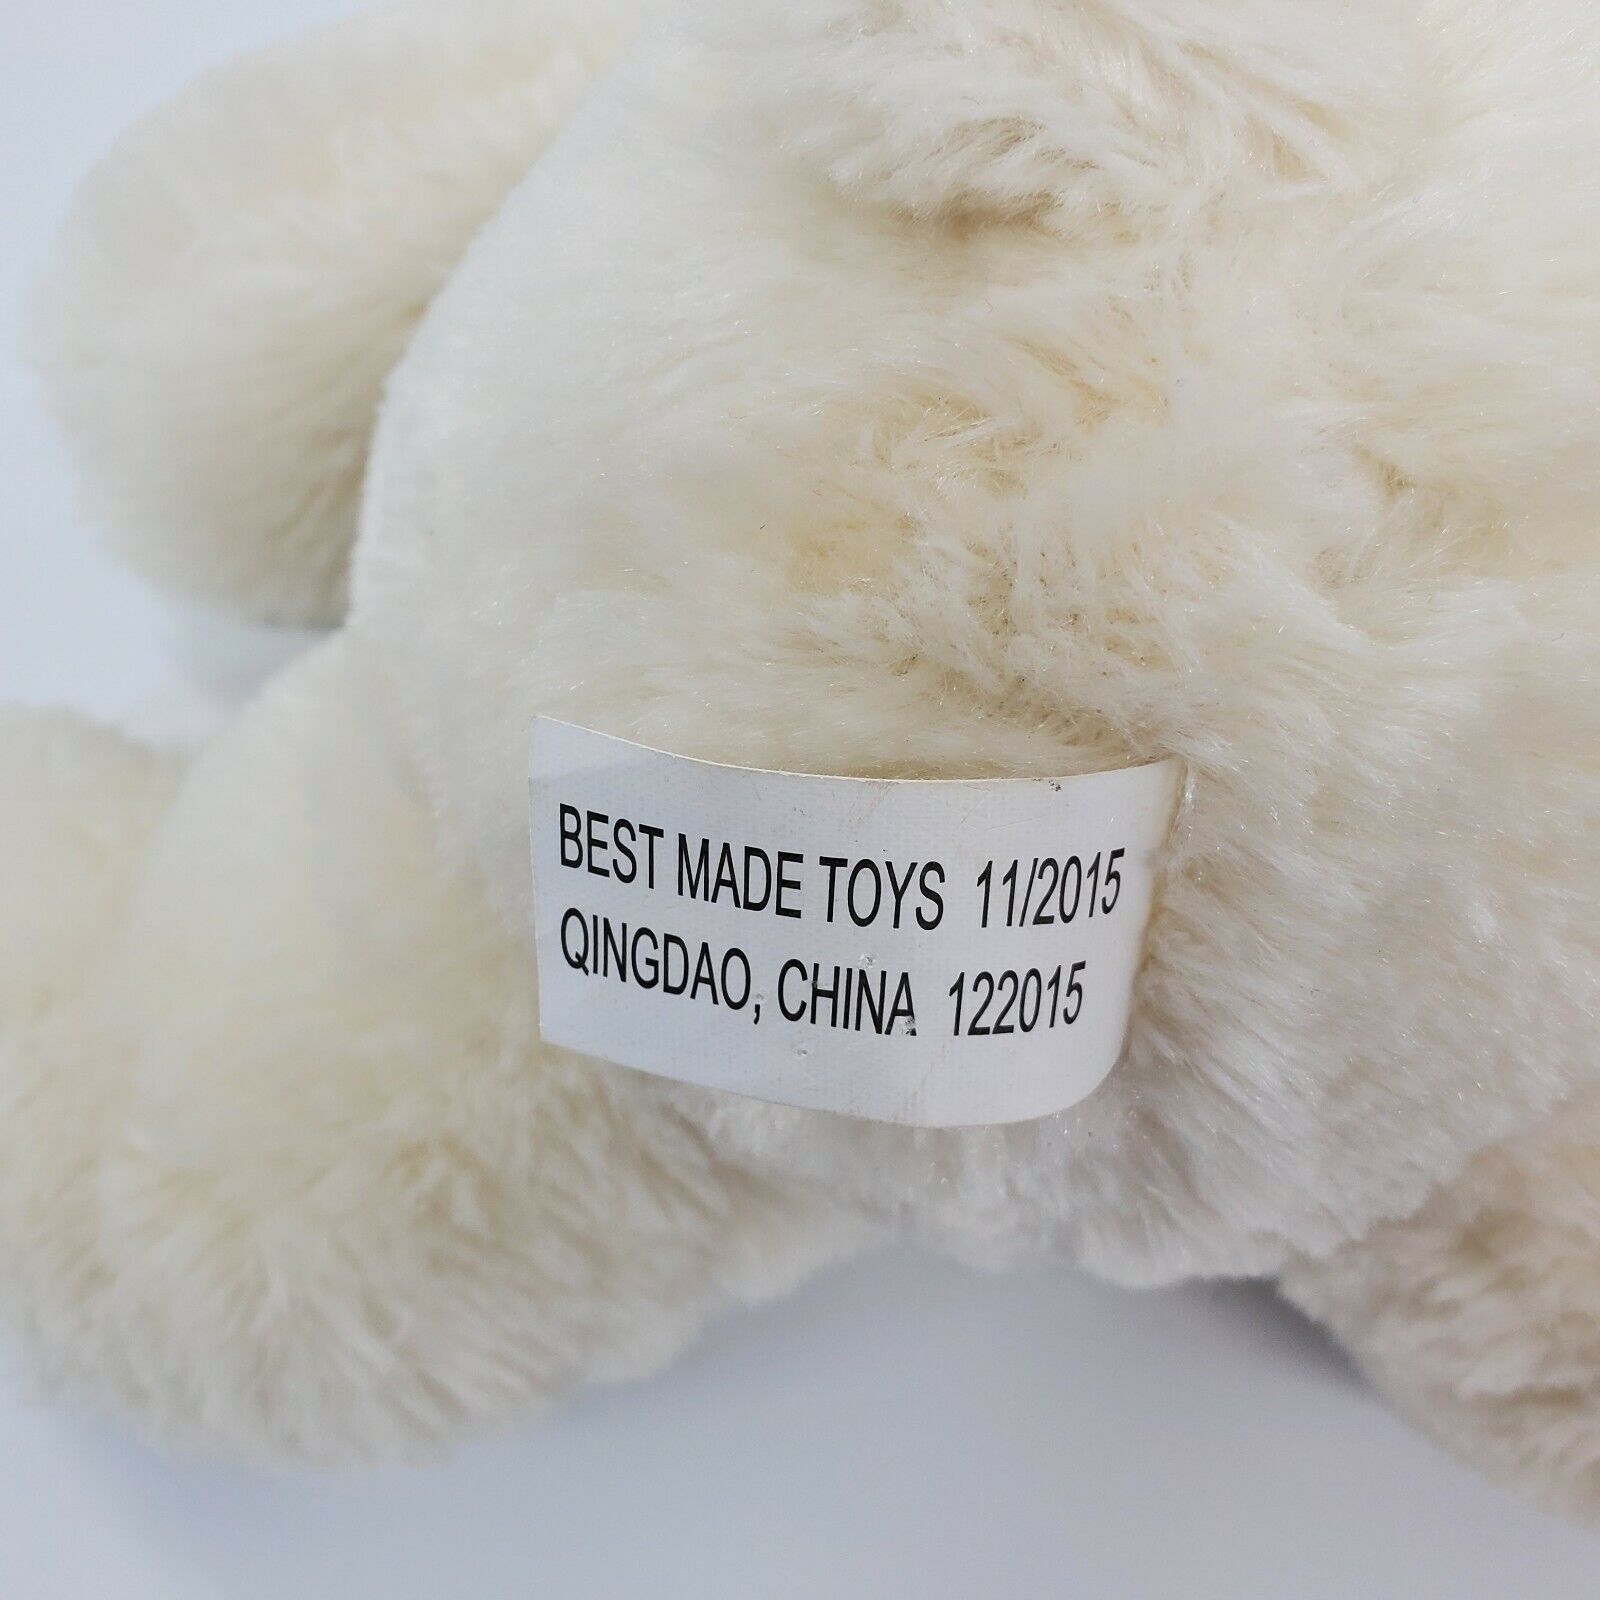 BEST MADE TOYS 11/2015
QINGDAO, CHINA 122015